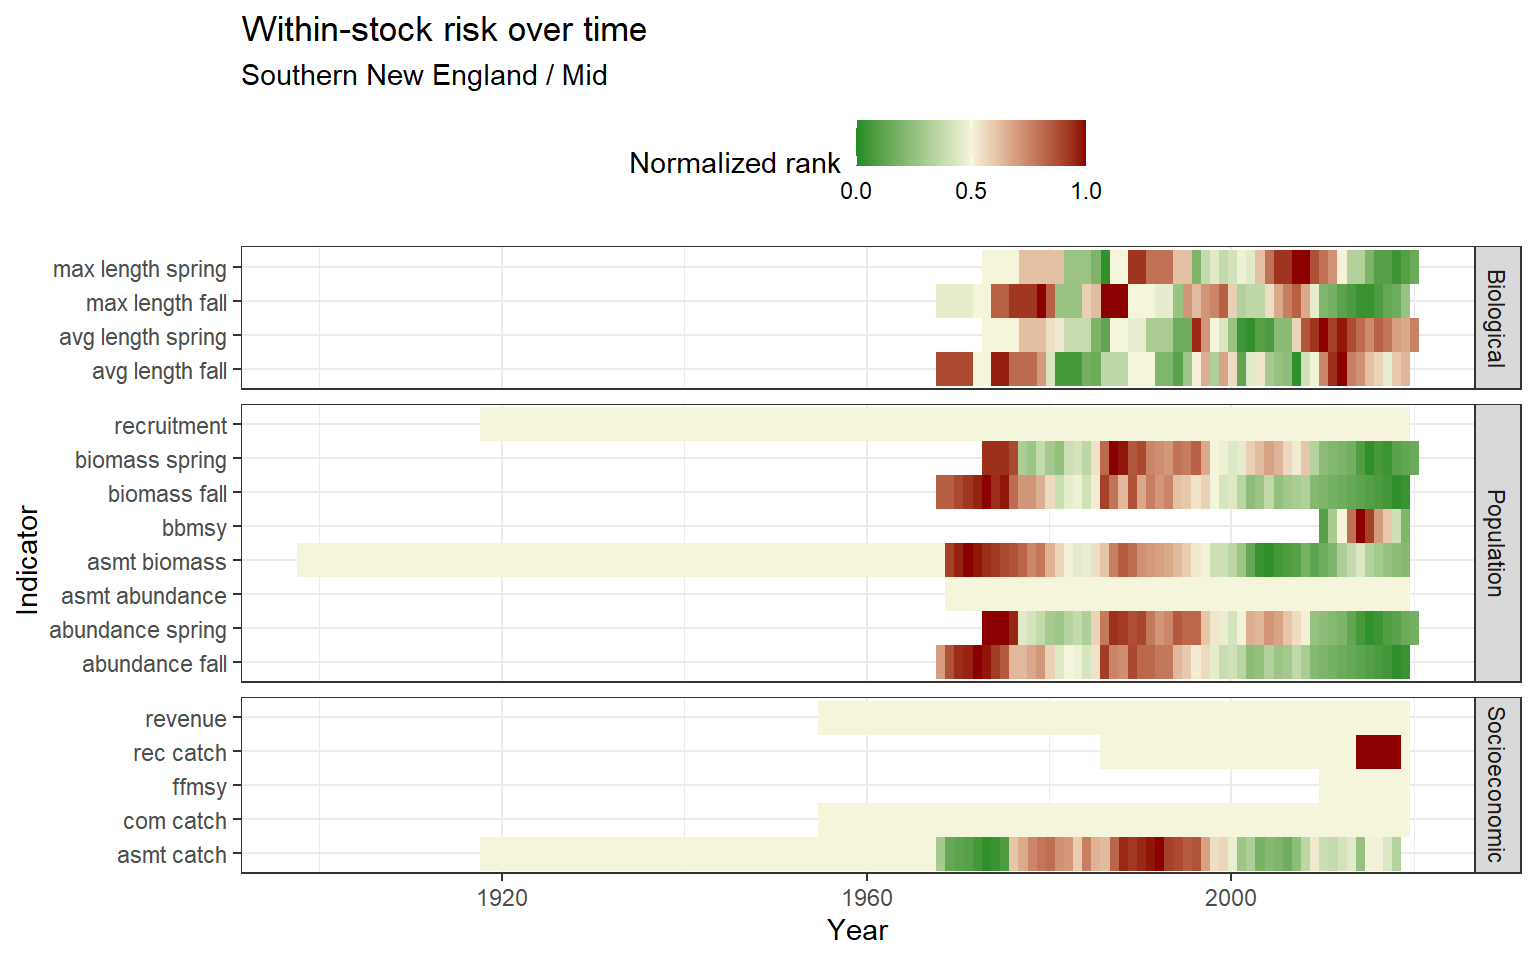 Within-stock risk over time
Southern New England / Mid
Normalized rank
0.0 0.5 1.0
Indicator
max length spring
max length fall
avg length spring
avg length fall
Biological
recruitment
biomass spring
biomass fall
bbmsy
asmt biomass
asmt abundance
abundance spring
abundance fall
Population
revenue
rec catch
ffmsy
com catch
asmt catch
Socioeconomic
1920 1960 2000
Year